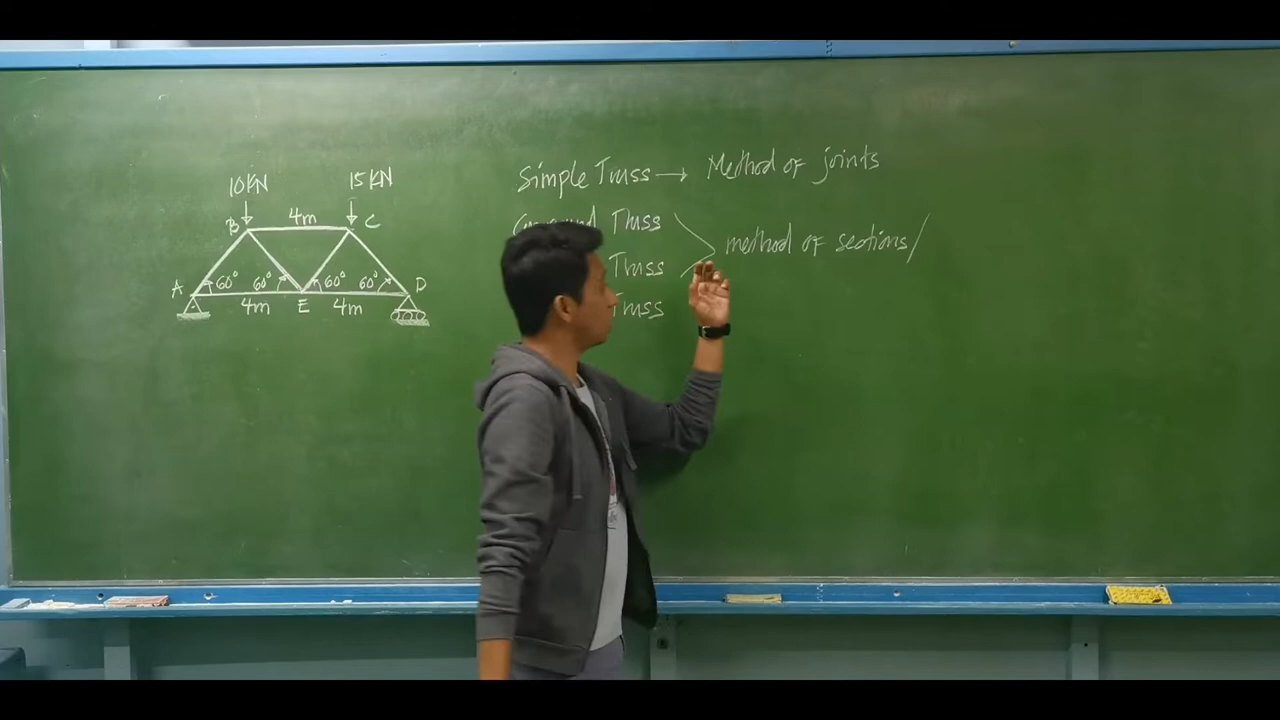 10KN
15KN
B
4m
C
A
60°
60°
60°
60°
D
4m
E
4m
Simple Truss → Method of joints
Truss
method of sections/
Truss
Truss